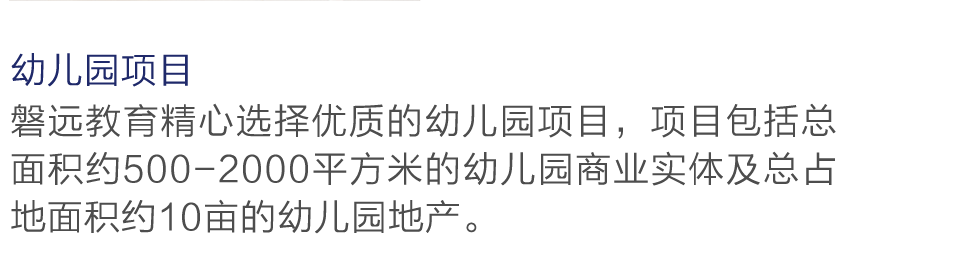 幼儿园项目
磐远教育精心选择优质的幼儿园项目，项目包括总
面积约500-2000平方米的幼儿园商业实体及总占
地面积约10亩的幼儿园地产。